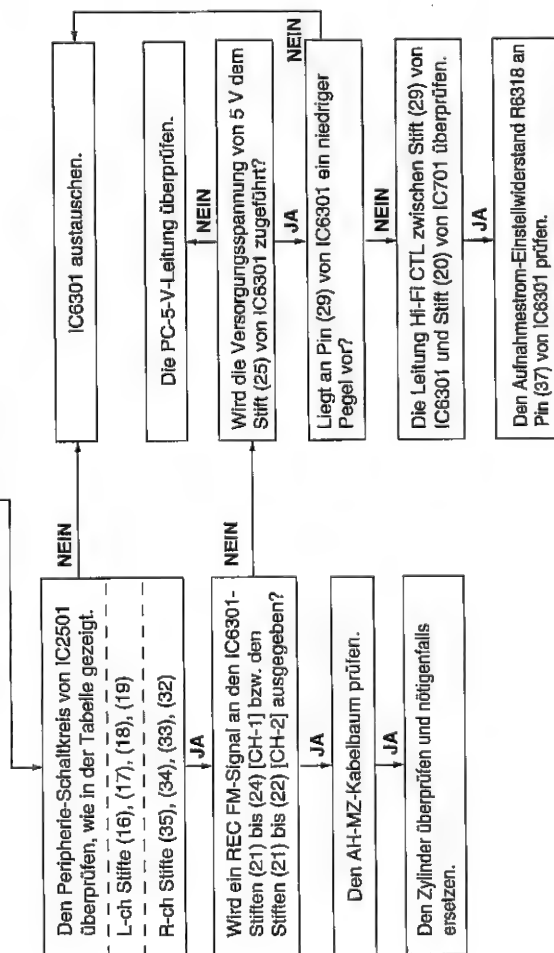 Den Peripherie-Schaltkreis von IC2501
überprüfen, wie in der Tabelle gezeigt.
L-ch Stifte (16), (17), (18), (19)
R-ch Stifte (35), (34), (33), (32)
NEIN
JA
IC6301 austauschen.
Wird ein REC FM-Signal an den IC6301-
Stiften (21) bis (24) [CH-1] bzw. den
Stiften (21) bis (22) [CH-2] ausgegeben?
NEIN
JA
Den AH-MZ-Kabelbaum prüfen.
JA
Den Zylinder überprüfen und nötigenfalls
ersetzen.
Die PC-5-V-Leitung überprüfen.
NEIN
Wird die Versorgungsspannung von 5 V dem
Stift (25) von IC6301 zugeführt?
JA
NEIN
Liegt an Pin (29) von IC6301 ein niedriger
Pegel vor?
NEIN
Die Leitung Hi-Fi CTL zwischen Stift (29) von
IC6301 und Stift (20) von IC701 überprüfen.
JA
Den Aufnahmestrom-Einstellwiderstand R6318 an
Pin (37) von IC6301 prüfen.